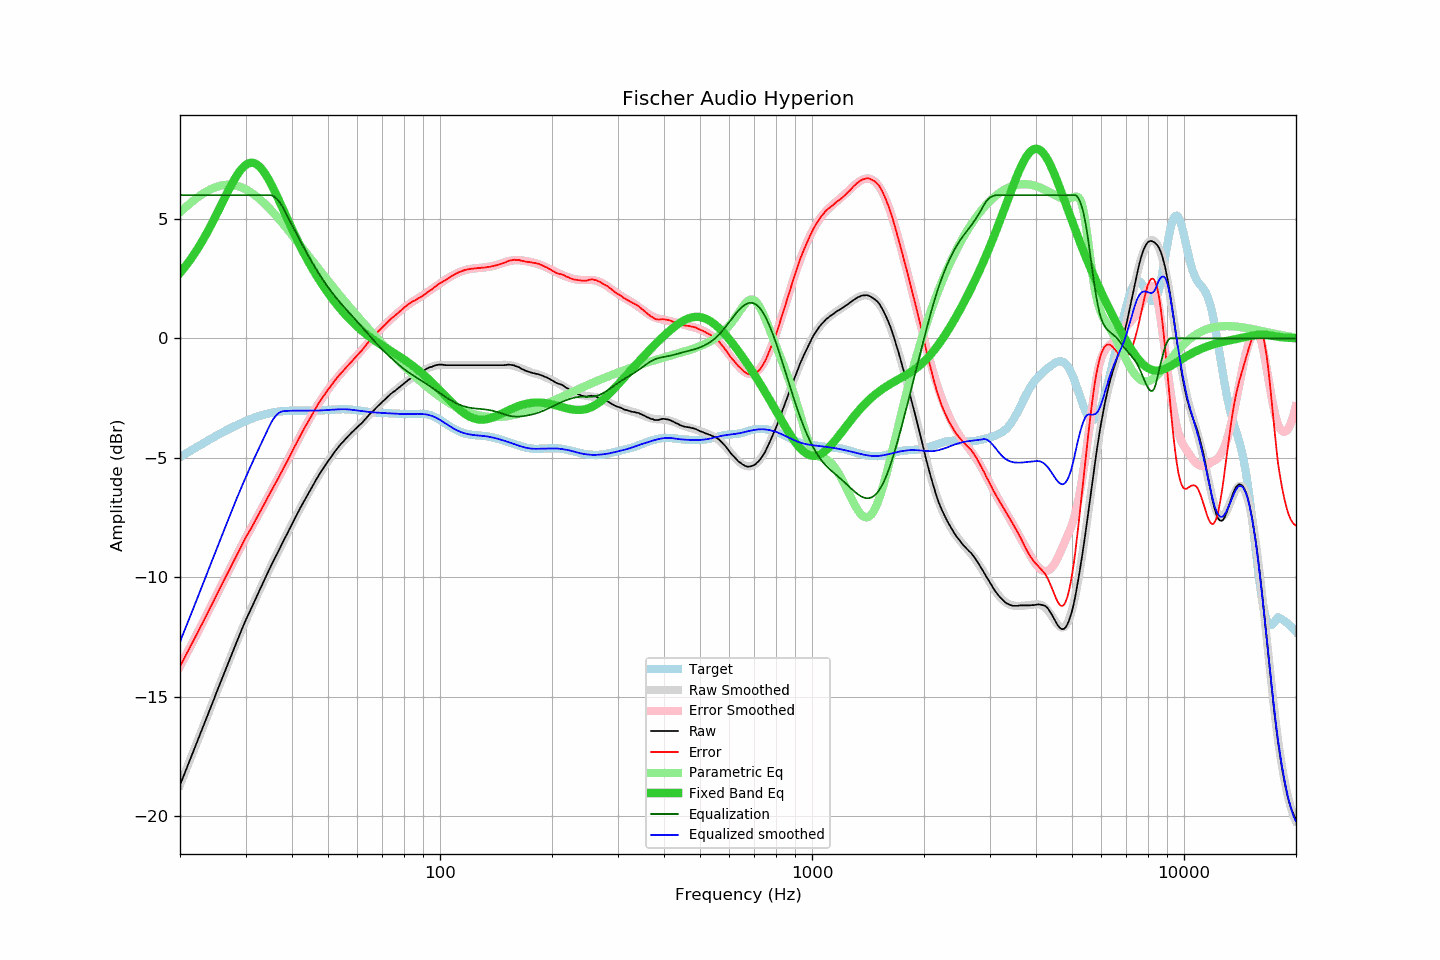 Fischer Audio Hyperion
Amplitude (dBr)
5
0
−5
−10
−15
−20
Target
Raw Smoothed
Error Smoothed
Raw
Error
Parametric Eq
Fixed Band Eq
Equalization
Equalized smoothed
100 1000 10000
Frequency (Hz)